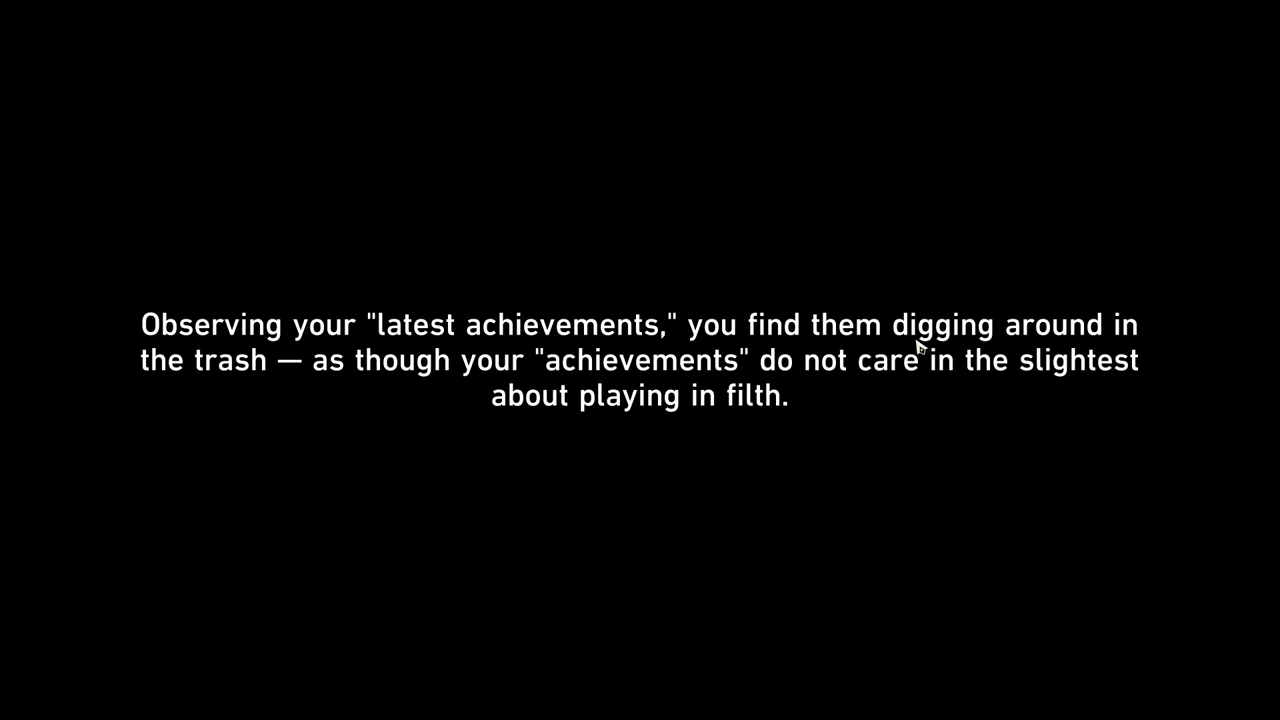 Observing your "latest achievements," you find them digging around in
the trash — as though your "achievements" do not care in the slightest
about playing in filth.